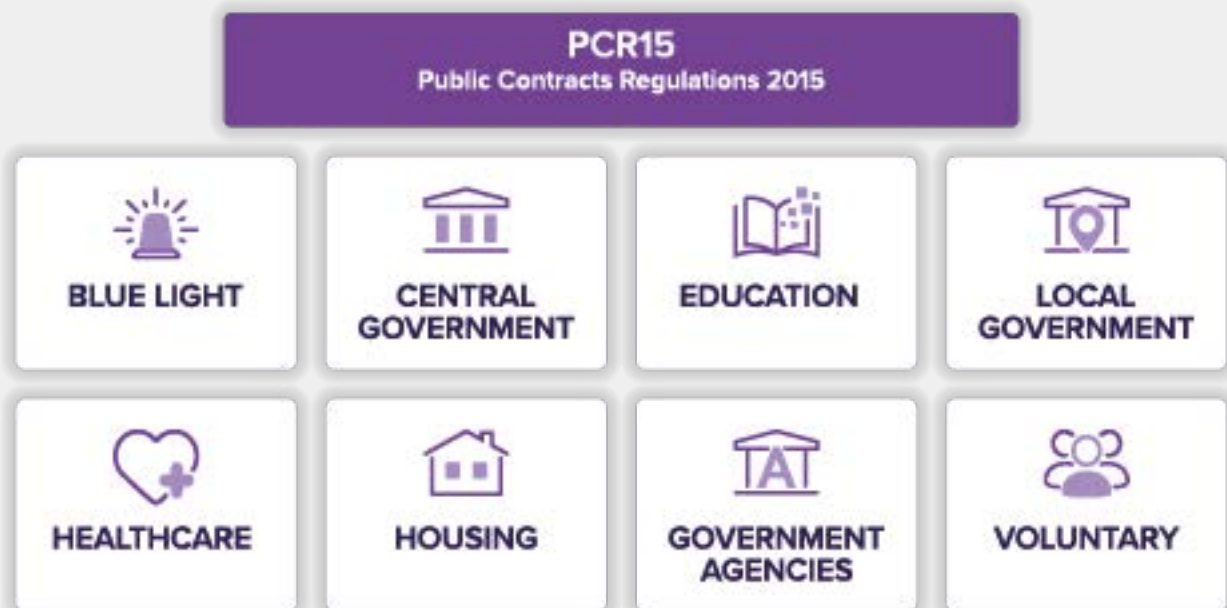 PCR15
Public Contracts Regulations 2015
BLUE LIGHT
CENTRAL
GOVERNMENT
EDUCATION
LOCAL
GOVERNMENT
HEALTHCARE
HOUSING
A
GOVERNMENT
AGENCIES
VOLUNTARY